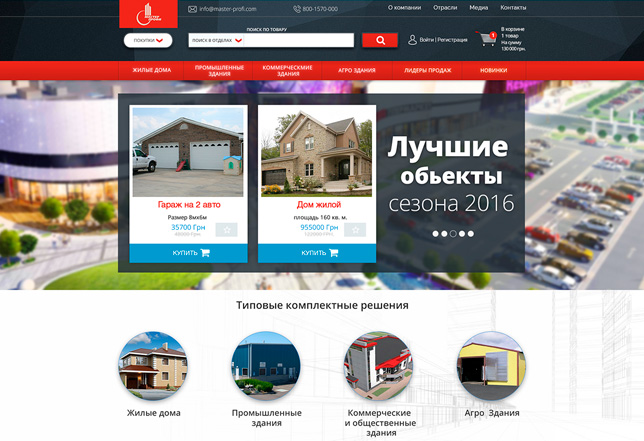 info@master-profi.com
800-1570-000
О компании
Отрасли
Медиа
Контакты
МАСТЕР
ПРОФИ
ПОИСК ПО ТОВАРУ
ПОКУПКИ
ПОИСК В ОТДЕЛАХ
Войти | Регистрация
1
В корзине
1 товар
На сумму
130 000 грн.
ЖИЛЫЕ ДОМА
ПРОМЫШЛЕННЫЕ
ЗДАНИЯ
КОММЕРЧЕСКМИЕ
ЗДАНИЯ
АГРО ЗДАНИЯ
ЛИДЕРЫ ПРОДАЖ
НОВИНКИ
Гараж на 2 авто
Размер 8мх6м
35700 Грн
КУПИТЬ
Дом жилой
площадь 160 кв. м.
955000 Грн
КУПИТЬ
Лучшие
обьекты
сезона 2016
Типовые комплектные решения
Жилые дома
Промышленные
здания
Коммерческие
и общественные
здания
Агро Здания